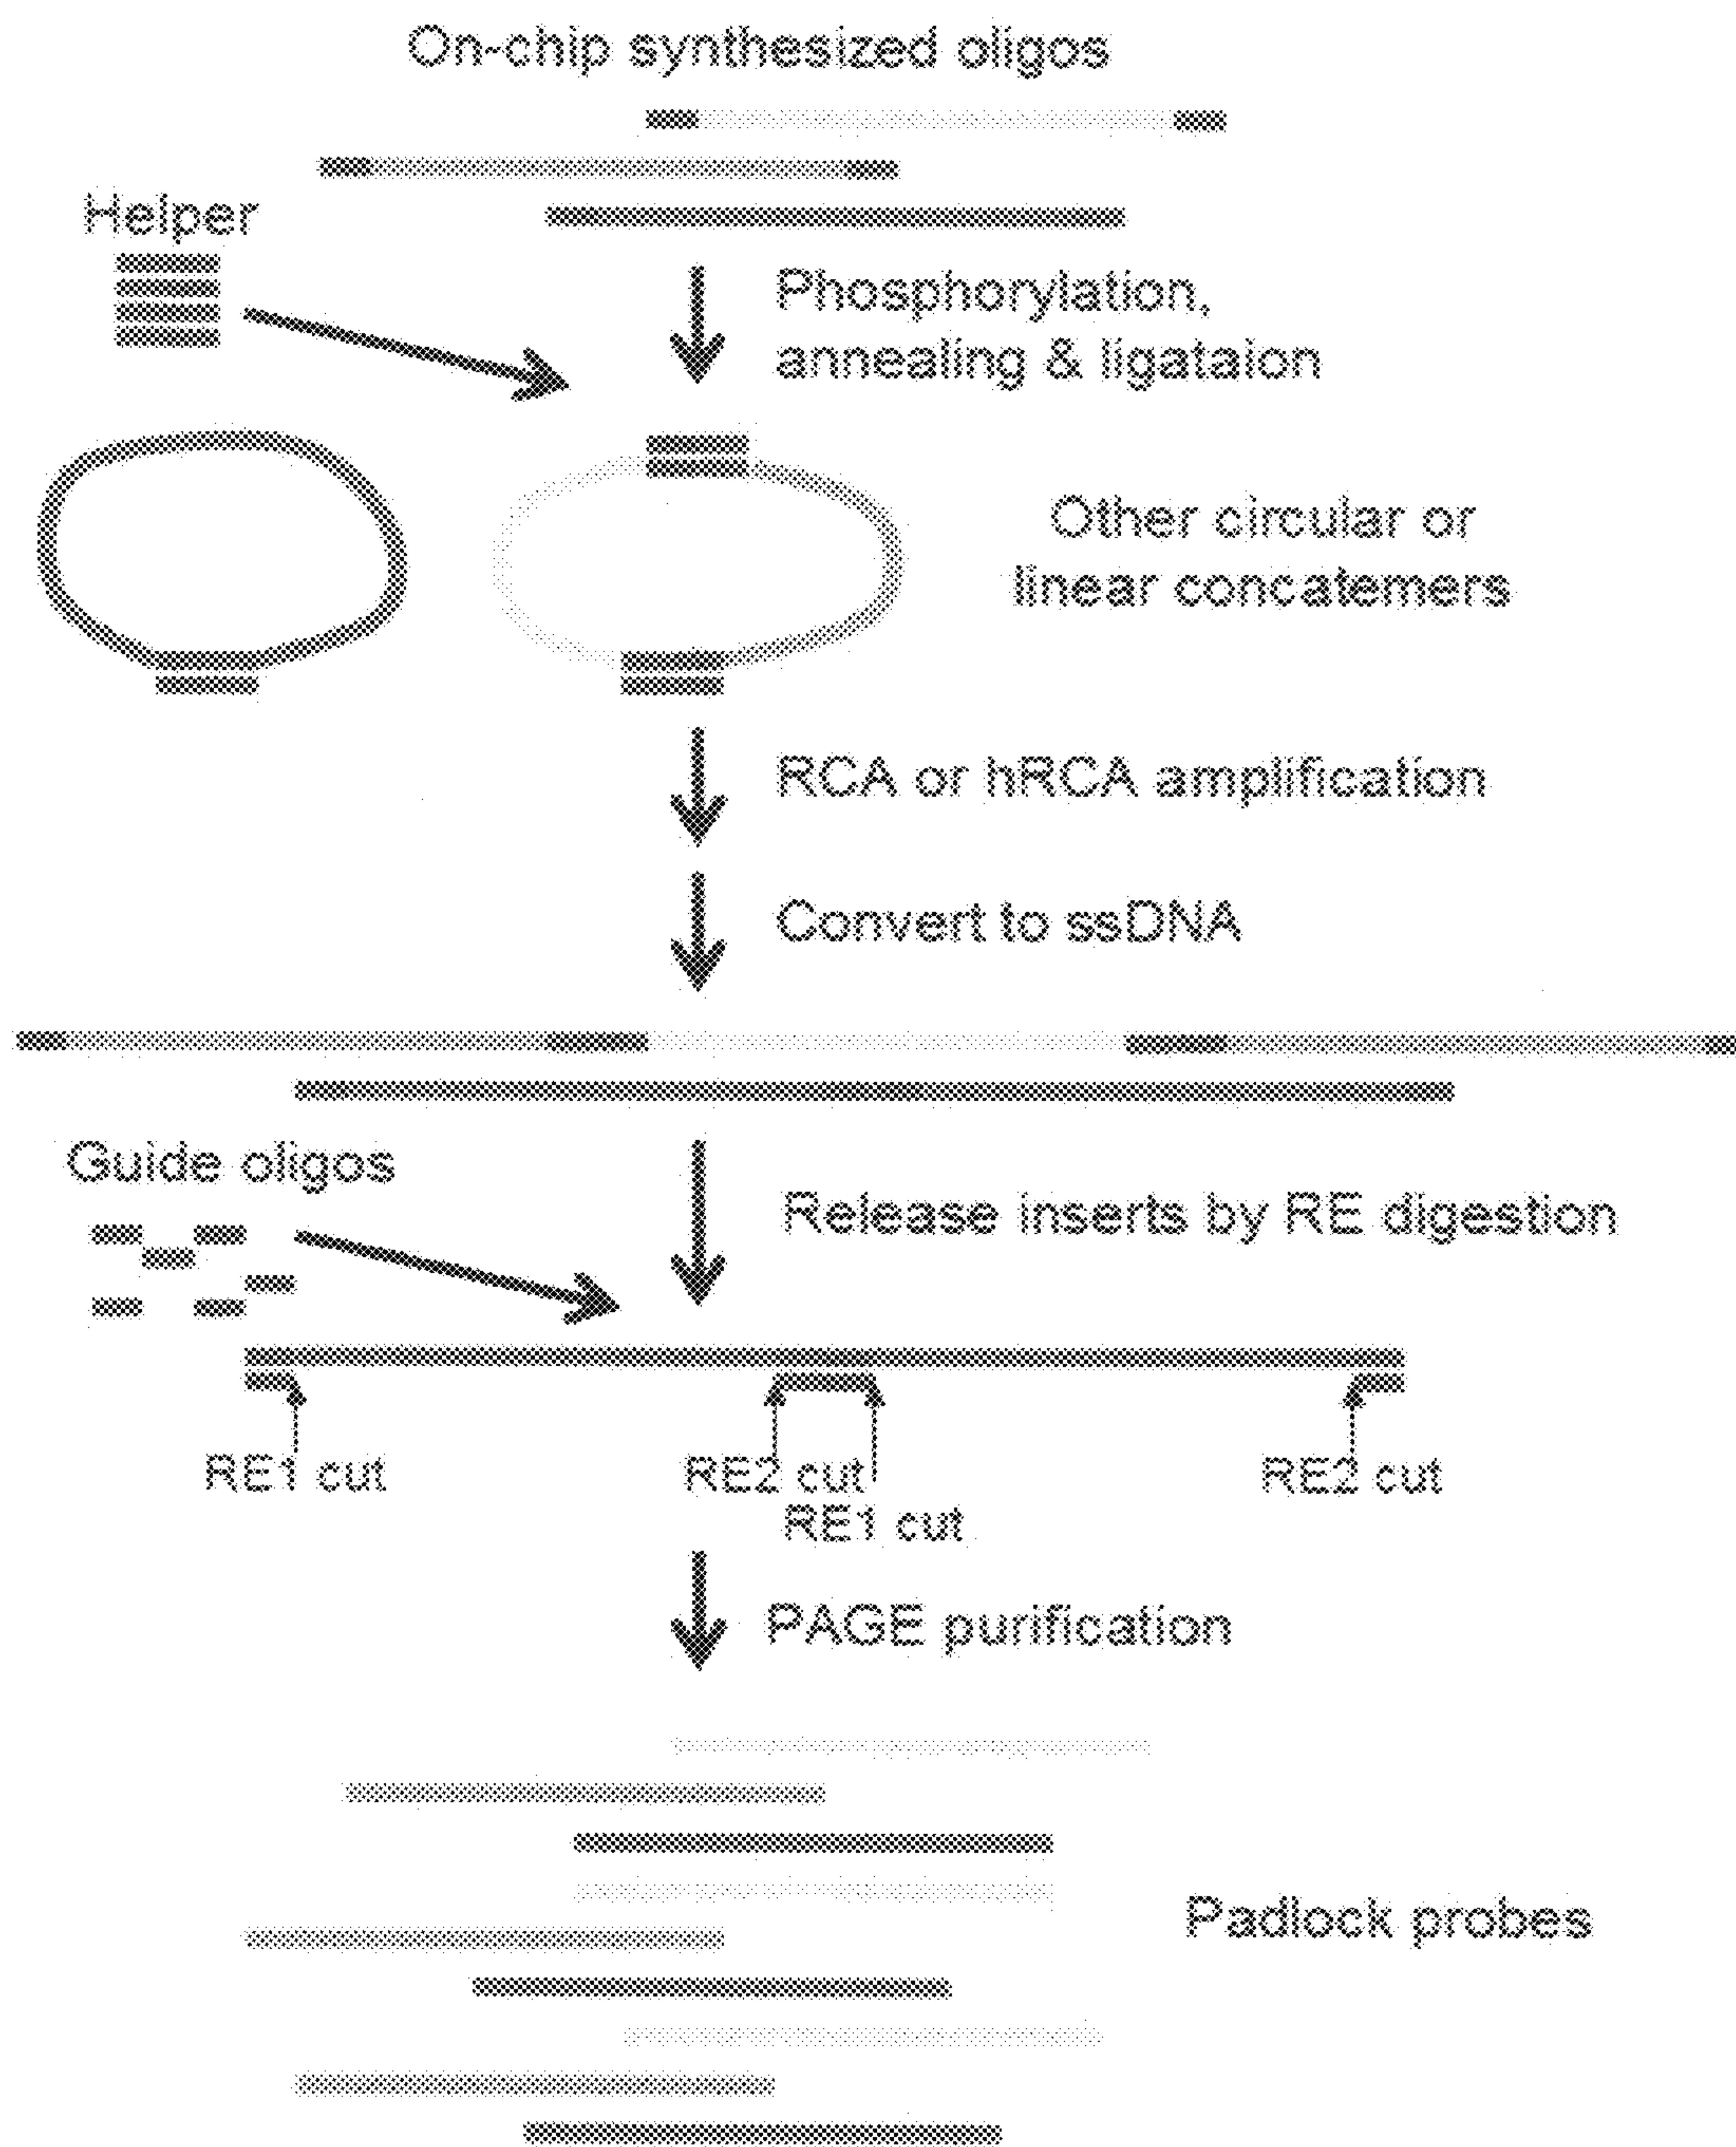 On-chip synthesized oligos
Helper
Phosphorylation,
annealing & ligataion
Other circular or
linear concatemers
RCA or hRCA amplification
Convert to ssDNA
Guide oligos
Release inserts by RE digestion
RE1 cut
RE2 cut
RE1 cut
RE2 cut
PAGE purification
Padlock probes